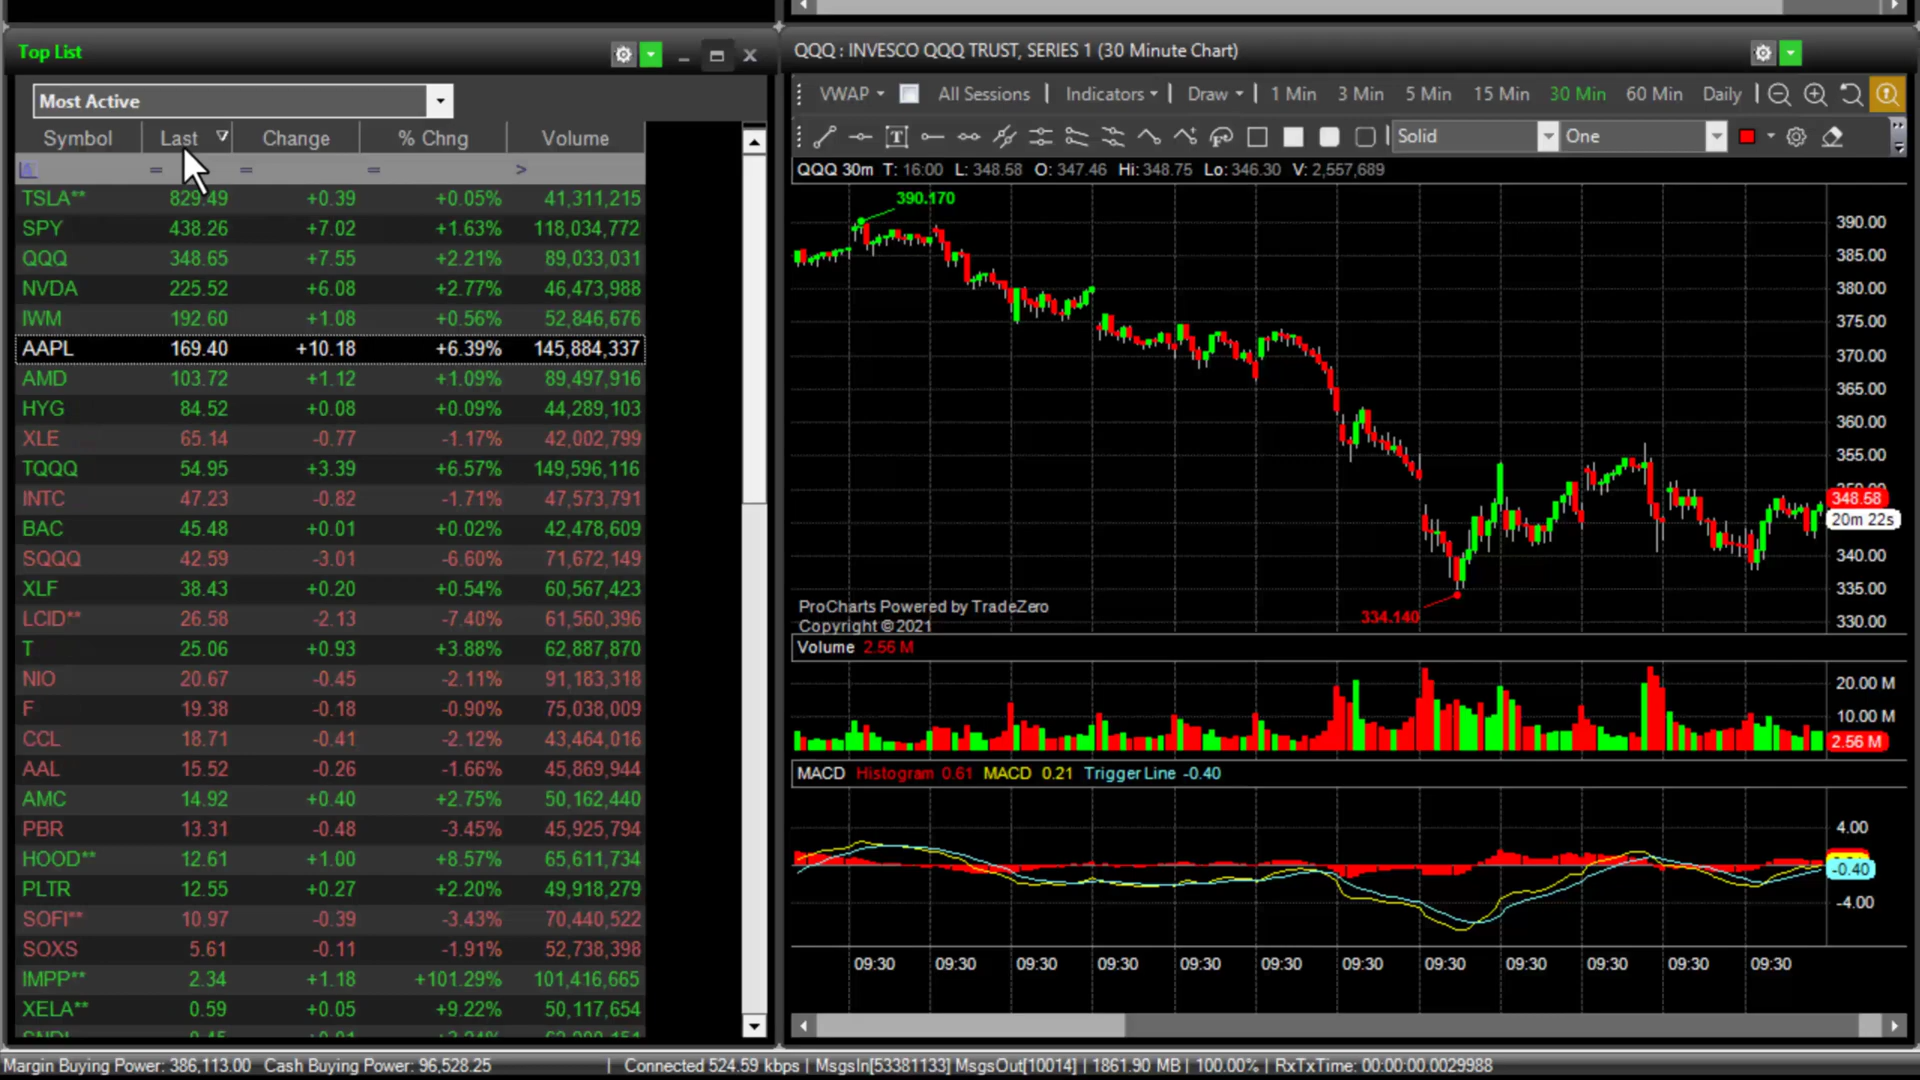 Top List
Most Active
Symbol Last Change % Chng Volume
= = = >
TSLA** 829.49 +0.39 +0.05% 41,311,215
SPY 438.26 +7.02 +1.63% 118,034,772
QQQ 348.65 +7.55 +2.21% 89,033,031
NVDA 225.52 +6.08 +2.77% 46,473,988
IWM 192.60 +1.08 +0.56% 52,846,676
AAPL 169.40 +10.18 +6.39% 145,884,337
AMD 103.72 +1.12 +1.09% 89,497,916
HYG 84.52 +0.08 +0.09% 44,289,103
XLE 65.14 -0.77 -1.17% 42,002,799
TQQQ 54.95 +3.39 +6.57% 149,596,116
INTC 47.23 -0.82 -1.71% 47,573,791
BAC 45.48 +0.01 +0.02% 42,478,609
SQQQ 42.59 -3.01 -6.60% 71,672,149
XLF 38.43 +0.20 +0.54% 60,567,423
LCID** 26.58 -2.13 -7.40% 61,560,396
T 25.06 +0.93 +3.88% 62,887,870
NIO 20.67 -0.45 -2.11% 91,183,318
F 19.38 -0.18 -0.90% 75,038,009
CCL 18.71 -0.41 -2.12% 43,464,016
AAL 15.52 -0.26 -1.66% 45,869,944
AMC 14.92 +0.40 +2.75% 50,162,440
PBR 13.31 -0.48 -3.45% 45,925,794
HOOD** 12.61 +1.00 +8.57% 65,611,734
PLTR 12.55 +0.27 +2.20% 49,918,279
SOFI** 10.97 -0.39 -3.43% 70,440,522
SOXS 5.61 -0.11 -1.91% 52,738,398
IMPP** 2.34 +1.18 +101.29% 101,416,665
XELA** 0.59 +0.05 +9.22% 50,117,654
QQQ : INVESCO QQQ TRUST, SERIES 1 (30 Minute Chart)
VWAP All Sessions Indicators Draw 1 Min 3 Min 5 Min 15 Min 30 Min 60 Min Daily
T Solid One
QQQ 30m T: 16:00 L: 348.58 O: 347.46 Hi: 348.75 Lo: 346.30 V: 2,557,689
390.170
390.00
385.00
380.00
375.00
370.00
365.00
360.00
355.00
348.58
20m 22s
340.00
335.00
330.00
334.140
ProCharts Powered by TradeZero
Copyright © 2021
Volume 2.56 M
20.00 M
10.00 M
2.56 M
MACD Histogram 0.61 MACD 0.21 Trigger Line -0.40
4.00
-0.40
-4.00
09:30 09:30 09:30 09:30 09:30 09:30 09:30 09:30 09:30 09:30 09:30 09:30
Margin Buying Power: 386,113.00 Cash Buying Power: 96,528.25 | Connected 524.59 kbps | MsgsIn[53381133] MsgsOut[10014] | 1861.90 MB | 100.00% | RxTxTime: 00:00:00.0029988